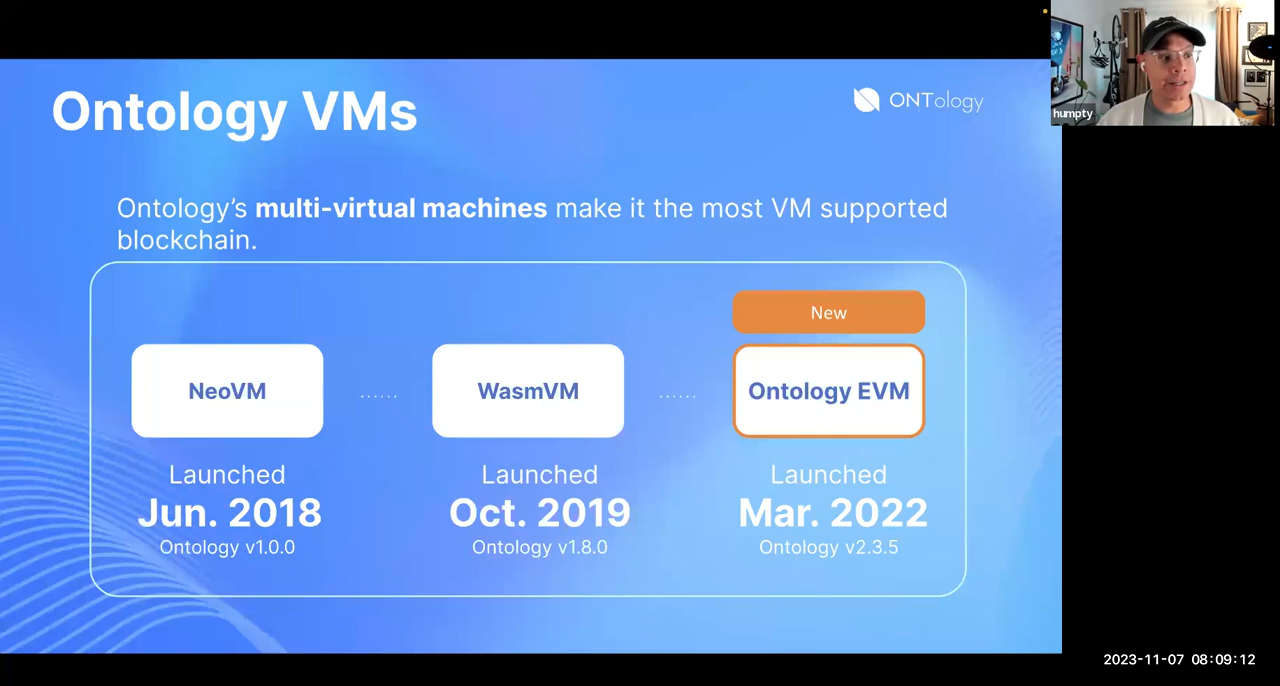 Ontology VMs
ONTology
humpty
Ontology’s multi-virtual machines make it the most VM supported
blockchain.
New
NeoVM
......
WasmVM
......
Ontology EVM
Launched
Jun. 2018
Ontology v1.0.0
Launched
Oct. 2019
Ontology v1.8.0
Launched
Mar. 2022
Ontology v2.3.5
2023-11-07 08:09:12